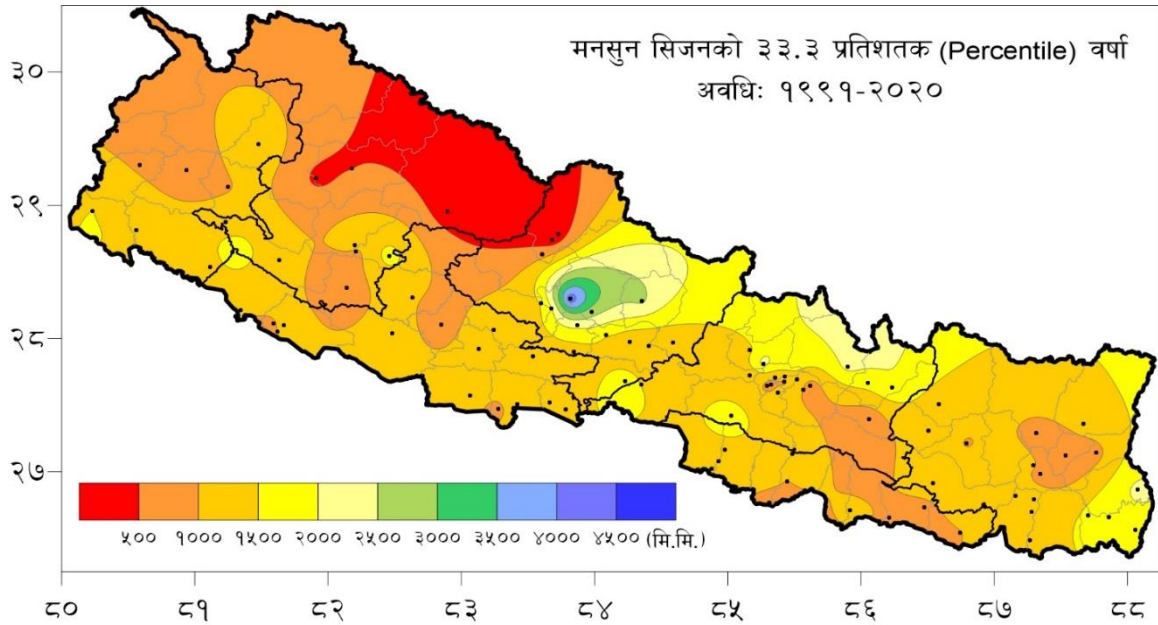 मनसुन सिजनको ३३.३ प्रतिशतक (Percentile) वर्षा
अवधिः १९९१-२०२०
३०
२९
२८
२७
५०० १००० १५०० २००० २५०० ३००० ३५०० ४००० ४५०० (मि.मि.)
८० ८१ ८२ ८३ ८४ ८५ ८६ ८७ ८८